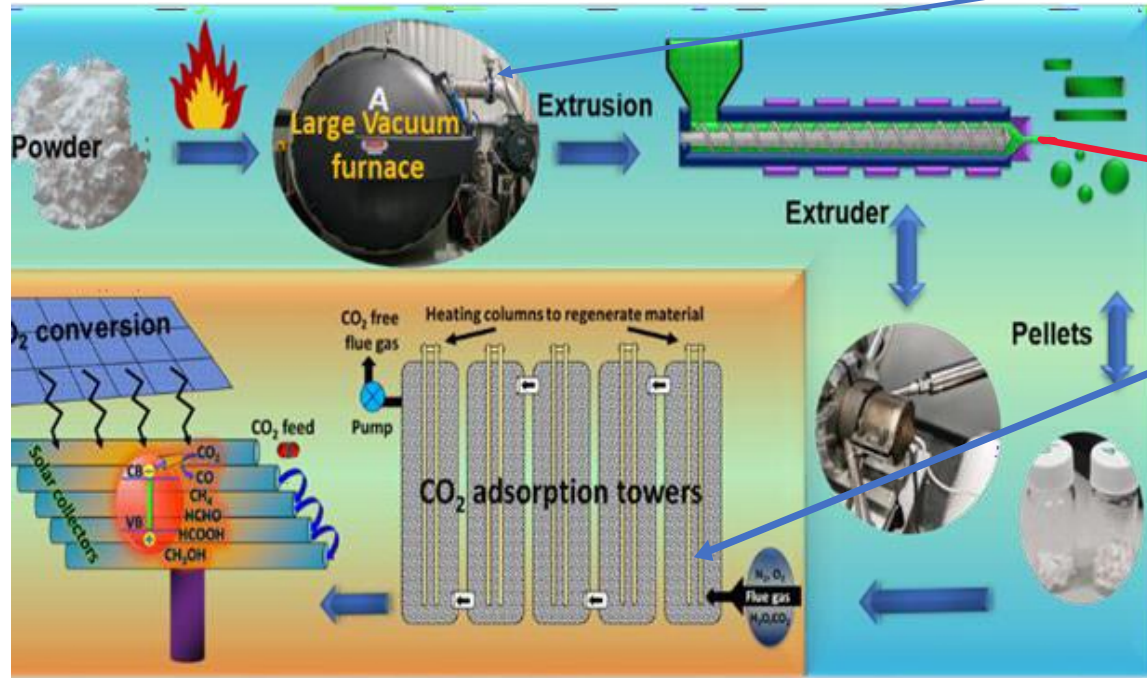 Powder
A
Large Vacuum
furnace
Extrusion
Extruder
Pellets
O₂ conversion
CO₂ free
flue gas
Pump
Heating columns to regenerate material
CO₂ adsorption towers
N₂, O₂
Flue gas
H₂O/CO₂
CO₂ feed
Solar collectors
CB
VB
CO₂
CO
CH₄
HCHO
HCOOH
CH₃OH